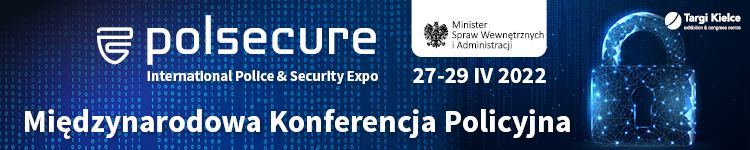 polsecure
International Police & Security Expo
Minister
Spraw Wewnętrznych
i Administracji
27-29 IV 2022
Targi Kielce
exhibition & congress centre
Międzynarodowa Konferencja Policyjna